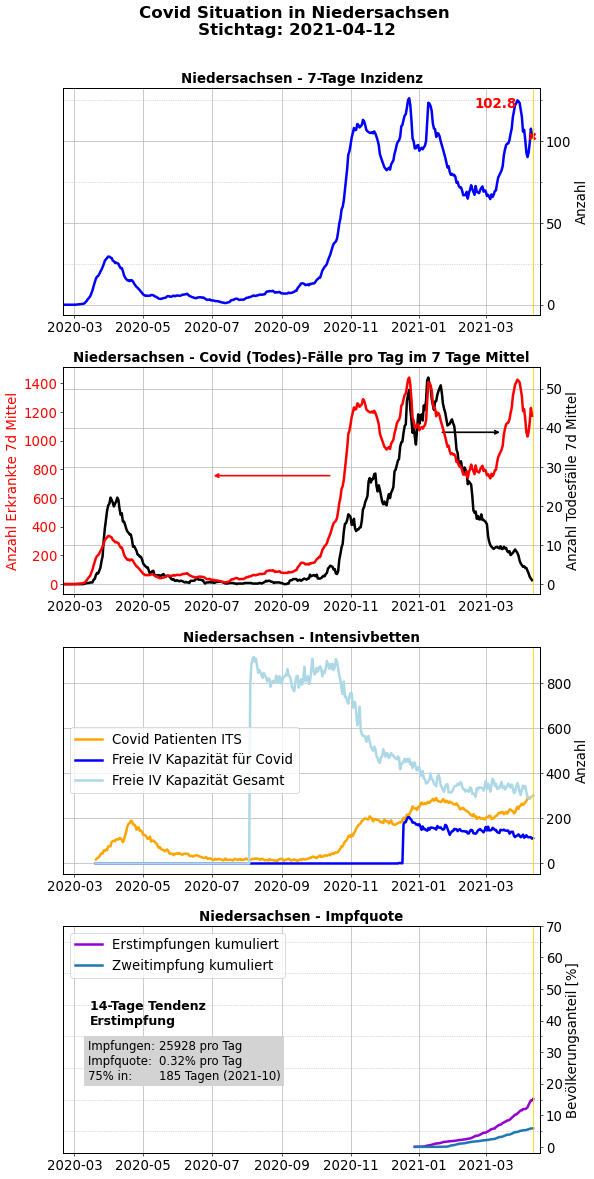 Covid Situation in Niedersachsen
Stichtag: 2021-04-12
Niedersachsen - 7-Tage Inzidenz
102.8
100
50
0
Anzahl
2020-03 2020-05 2020-07 2020-09 2020-11 2021-01 2021-03
Niedersachsen - Covid (Todes)-Fälle pro Tag im 7 Tage Mittel
Anzahl Erkrankte 7d Mittel
1400
1200
1000
800
600
400
200
0
50
40
30
20
10
0
Anzahl Todesfälle 7d Mittel
2020-03 2020-05 2020-07 2020-09 2020-11 2021-01 2021-03
Niedersachsen - Intensivbetten
Covid Patienten ITS
Freie IV Kapazität für Covid
Freie IV Kapazität Gesamt
800
600
400
200
0
Anzahl
2020-03 2020-05 2020-07 2020-09 2020-11 2021-01 2021-03
Niedersachsen - Impfquote
Erstimpfungen kumuliert
Zweitimpfung kumuliert
14-Tage Tendenz
Erstimpfung
Impfungen: 25928 pro Tag
Impfquote: 0.32% pro Tag
75% in: 185 Tagen (2021-10)
70
60
50
40
30
20
10
0
Bevölkerungsanteil [%]
2020-03 2020-05 2020-07 2020-09 2020-11 2021-01 2021-03